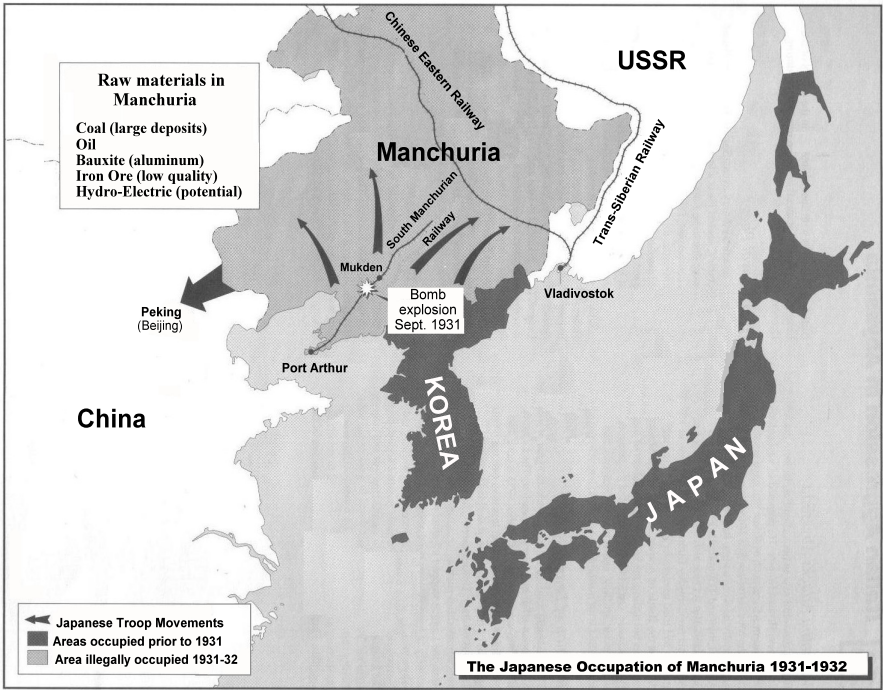 Chinese Eastern Railway
USSR
Raw materials in
Manchuria
Coal (large deposits)
Oil
Bauxite (aluminum)
Iron Ore (low quality)
Hydro-Electric (potential)
Manchuria
Trans-Siberian Railway
South Manchurian
Railway
Mukden
Bomb
explosion
Sept. 1931
Vladivostok
Peking
(Beijing)
Port Arthur
China
KOREA
JAPAN
Japanese Troop Movements
Areas occupied prior to 1931
Area illegally occupied 1931-32
The Japanese Occupation of Manchuria 1931-1932